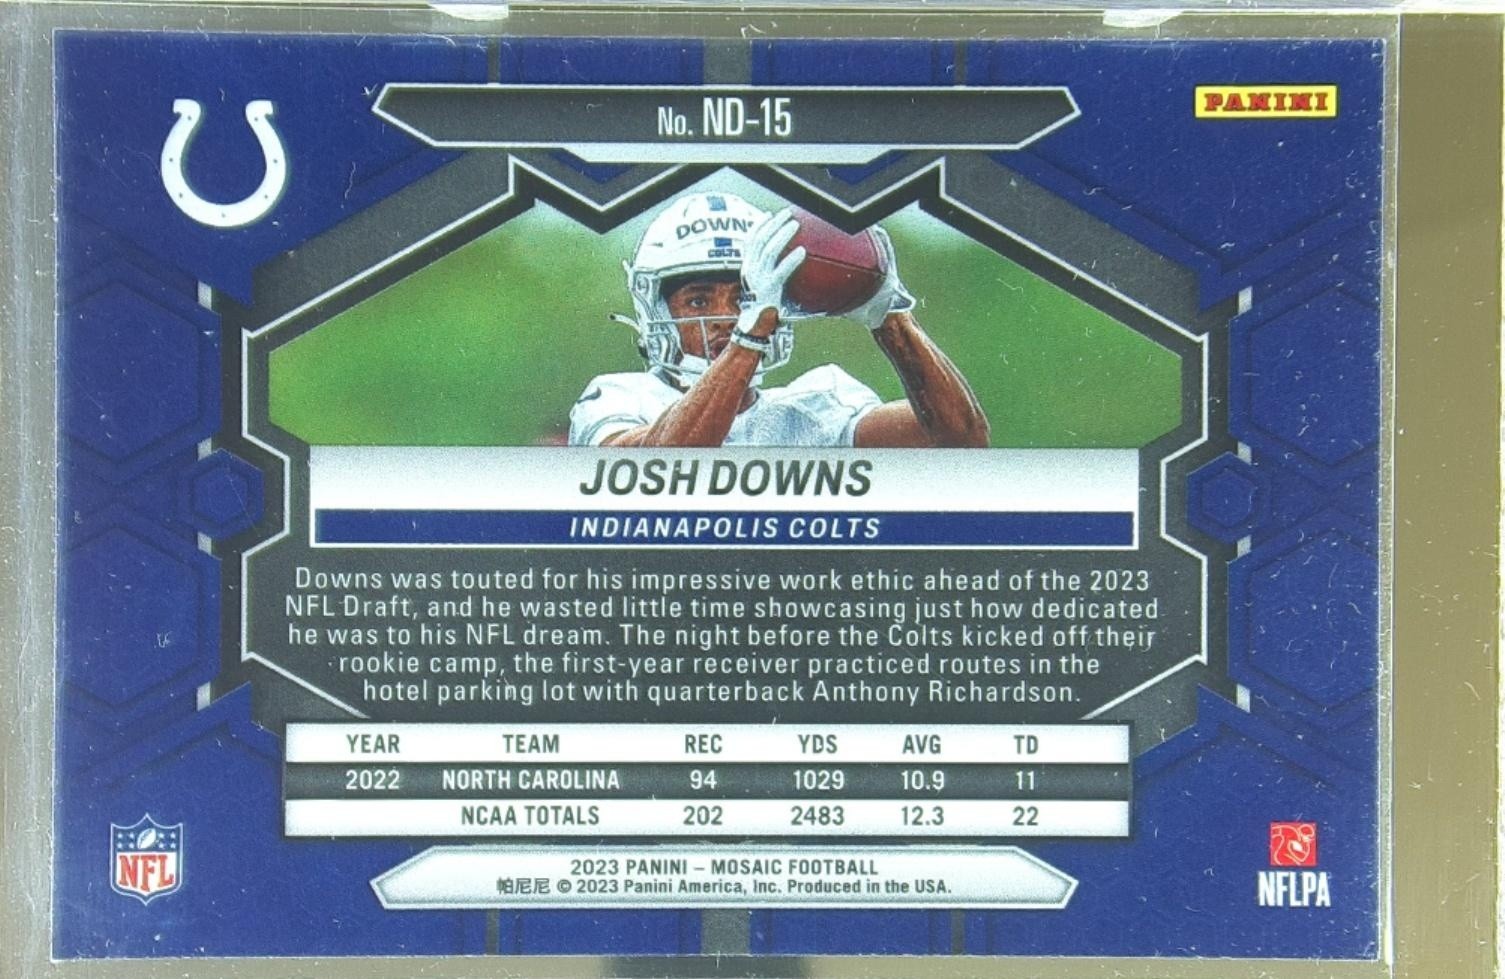 No. ND-15
PANINI
DOWNS
COLTS
JOSH DOWNS
INDIANAPOLIS COLTS
Downs was touted for his impressive work ethic ahead of the 2023
NFL Draft, and he wasted little time showcasing just how dedicated
he was to his NFL dream. The night before the Colts kicked off their
rookie camp, the first-year receiver practiced routes in the
hotel parking lot with quarterback Anthony Richardson.
YEAR TEAM REC YDS AVG TD
2022 NORTH CAROLINA 94 1029 10.9 11
NCAA TOTALS 202 2483 12.3 22
2023 PANINI – MOSAIC FOOTBALL
帕尼尼 © 2023 Panini America, Inc. Produced in the USA.
NFL
NFLPA